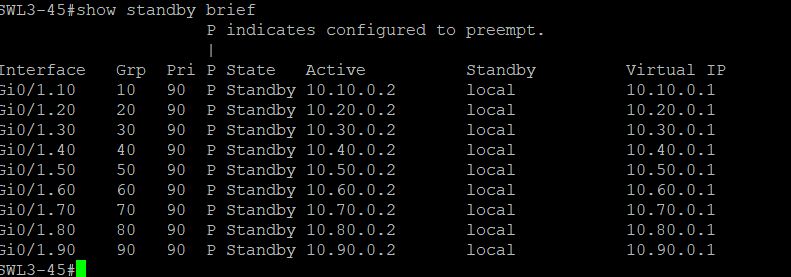 SWL3-45#show standby brief
                     P indicates configured to preempt.
                     |
Interface   Grp  Pri P State   Active          Standby         Virtual IP
Gi0/1.10    10   90  P Standby 10.10.0.2       local           10.10.0.1
Gi0/1.20    20   90  P Standby 10.20.0.2       local           10.20.0.1
Gi0/1.30    30   90  P Standby 10.30.0.2       local           10.30.0.1
Gi0/1.40    40   90  P Standby 10.40.0.2       local           10.40.0.1
Gi0/1.50    50   90  P Standby 10.50.0.2       local           10.50.0.1
Gi0/1.60    60   90  P Standby 10.60.0.2       local           10.60.0.1
Gi0/1.70    70   90  P Standby 10.70.0.2       local           10.70.0.1
Gi0/1.80    80   90  P Standby 10.80.0.2       local           10.80.0.1
Gi0/1.90    90   90  P Standby 10.90.0.2       local           10.90.0.1
SWL3-45#